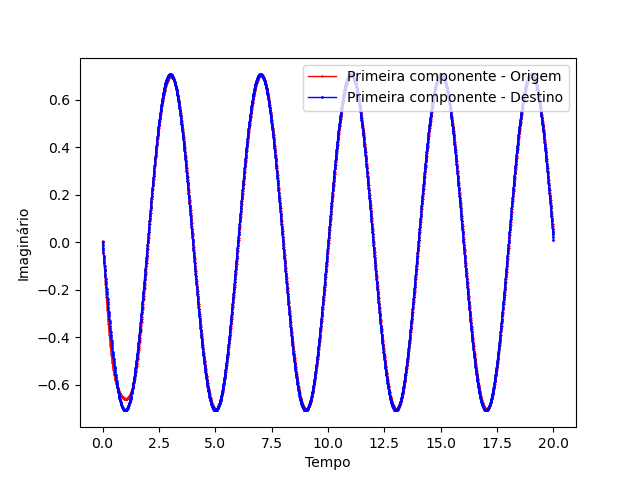 Primeira componente - Origem
Primeira componente - Destino
0.6
0.4
0.2
0.0
−0.2
−0.4
−0.6
Imaginário
0.0 2.5 5.0 7.5 10.0 12.5 15.0 17.5 20.0
Tempo